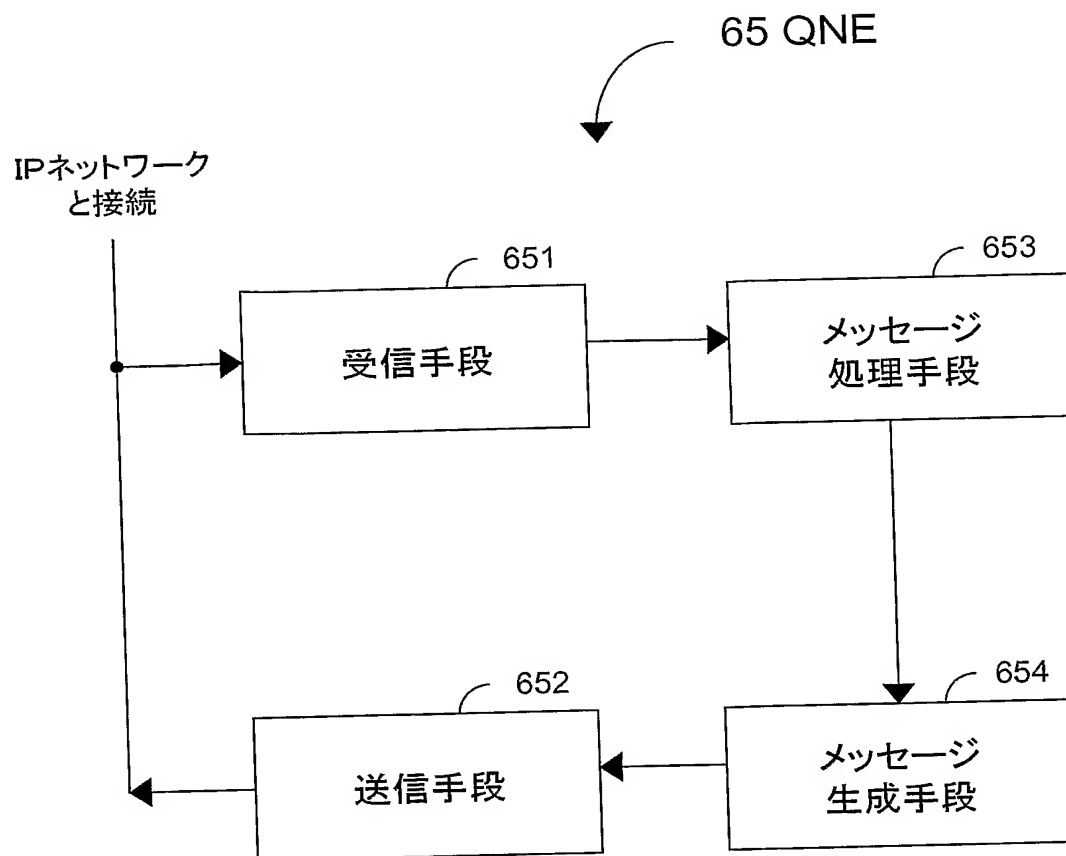 65 QNE
IPネットワーク
と接続
651
受信手段
653
メッセージ
処理手段
652
送信手段
654
メッセージ
生成手段